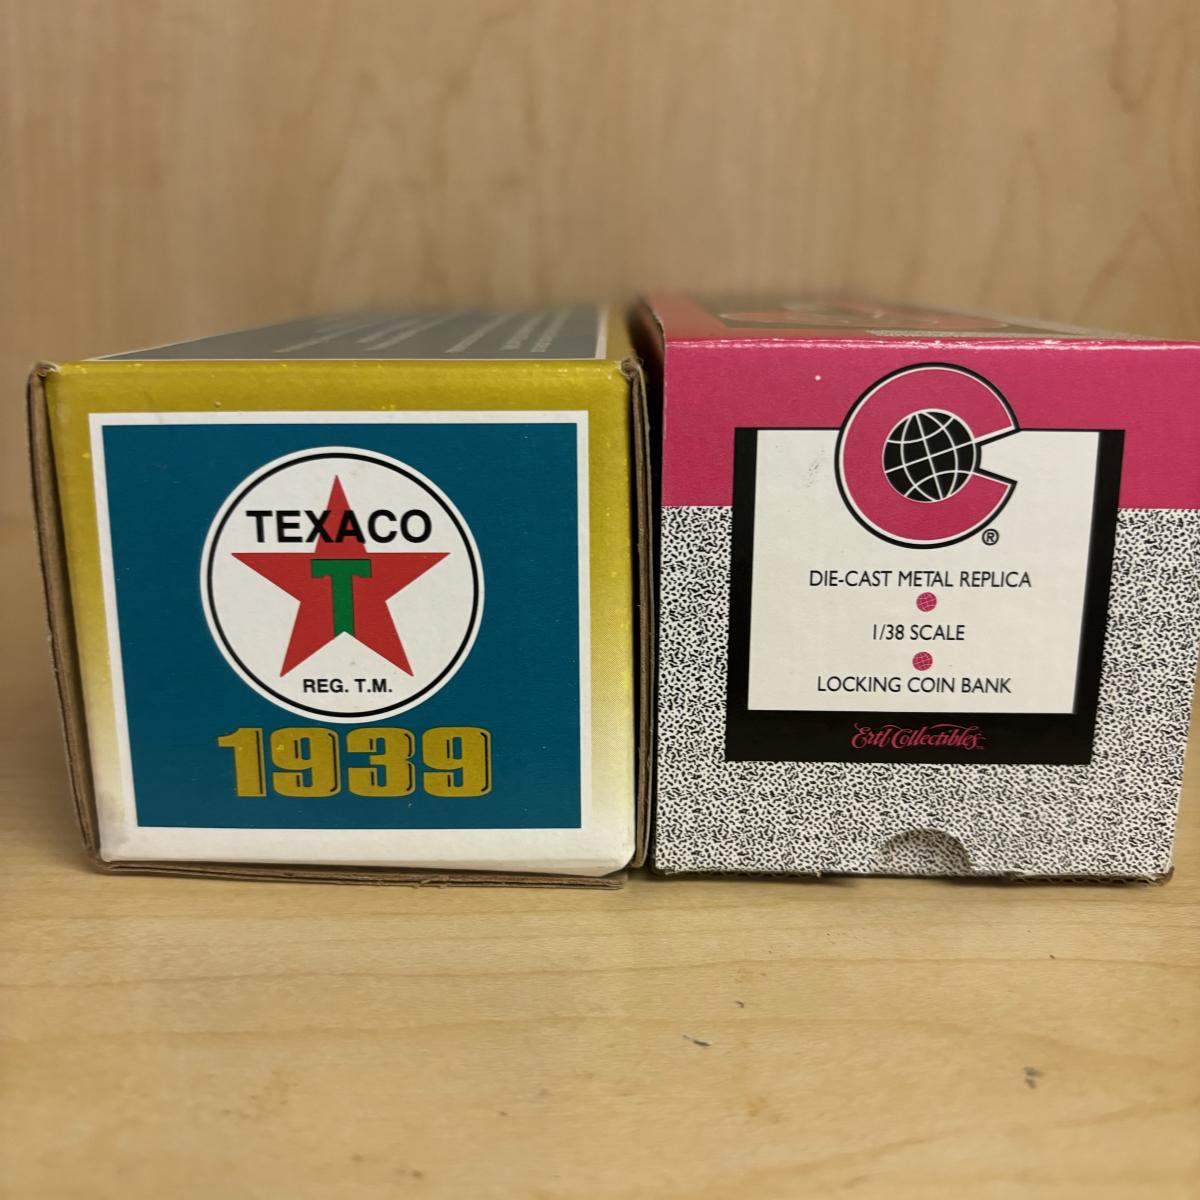 TEXACO
T
REG. T.M.
1939
C
®
DIE-CAST METAL REPLICA
1/38 SCALE
LOCKING COIN BANK
Ertl Collectibles